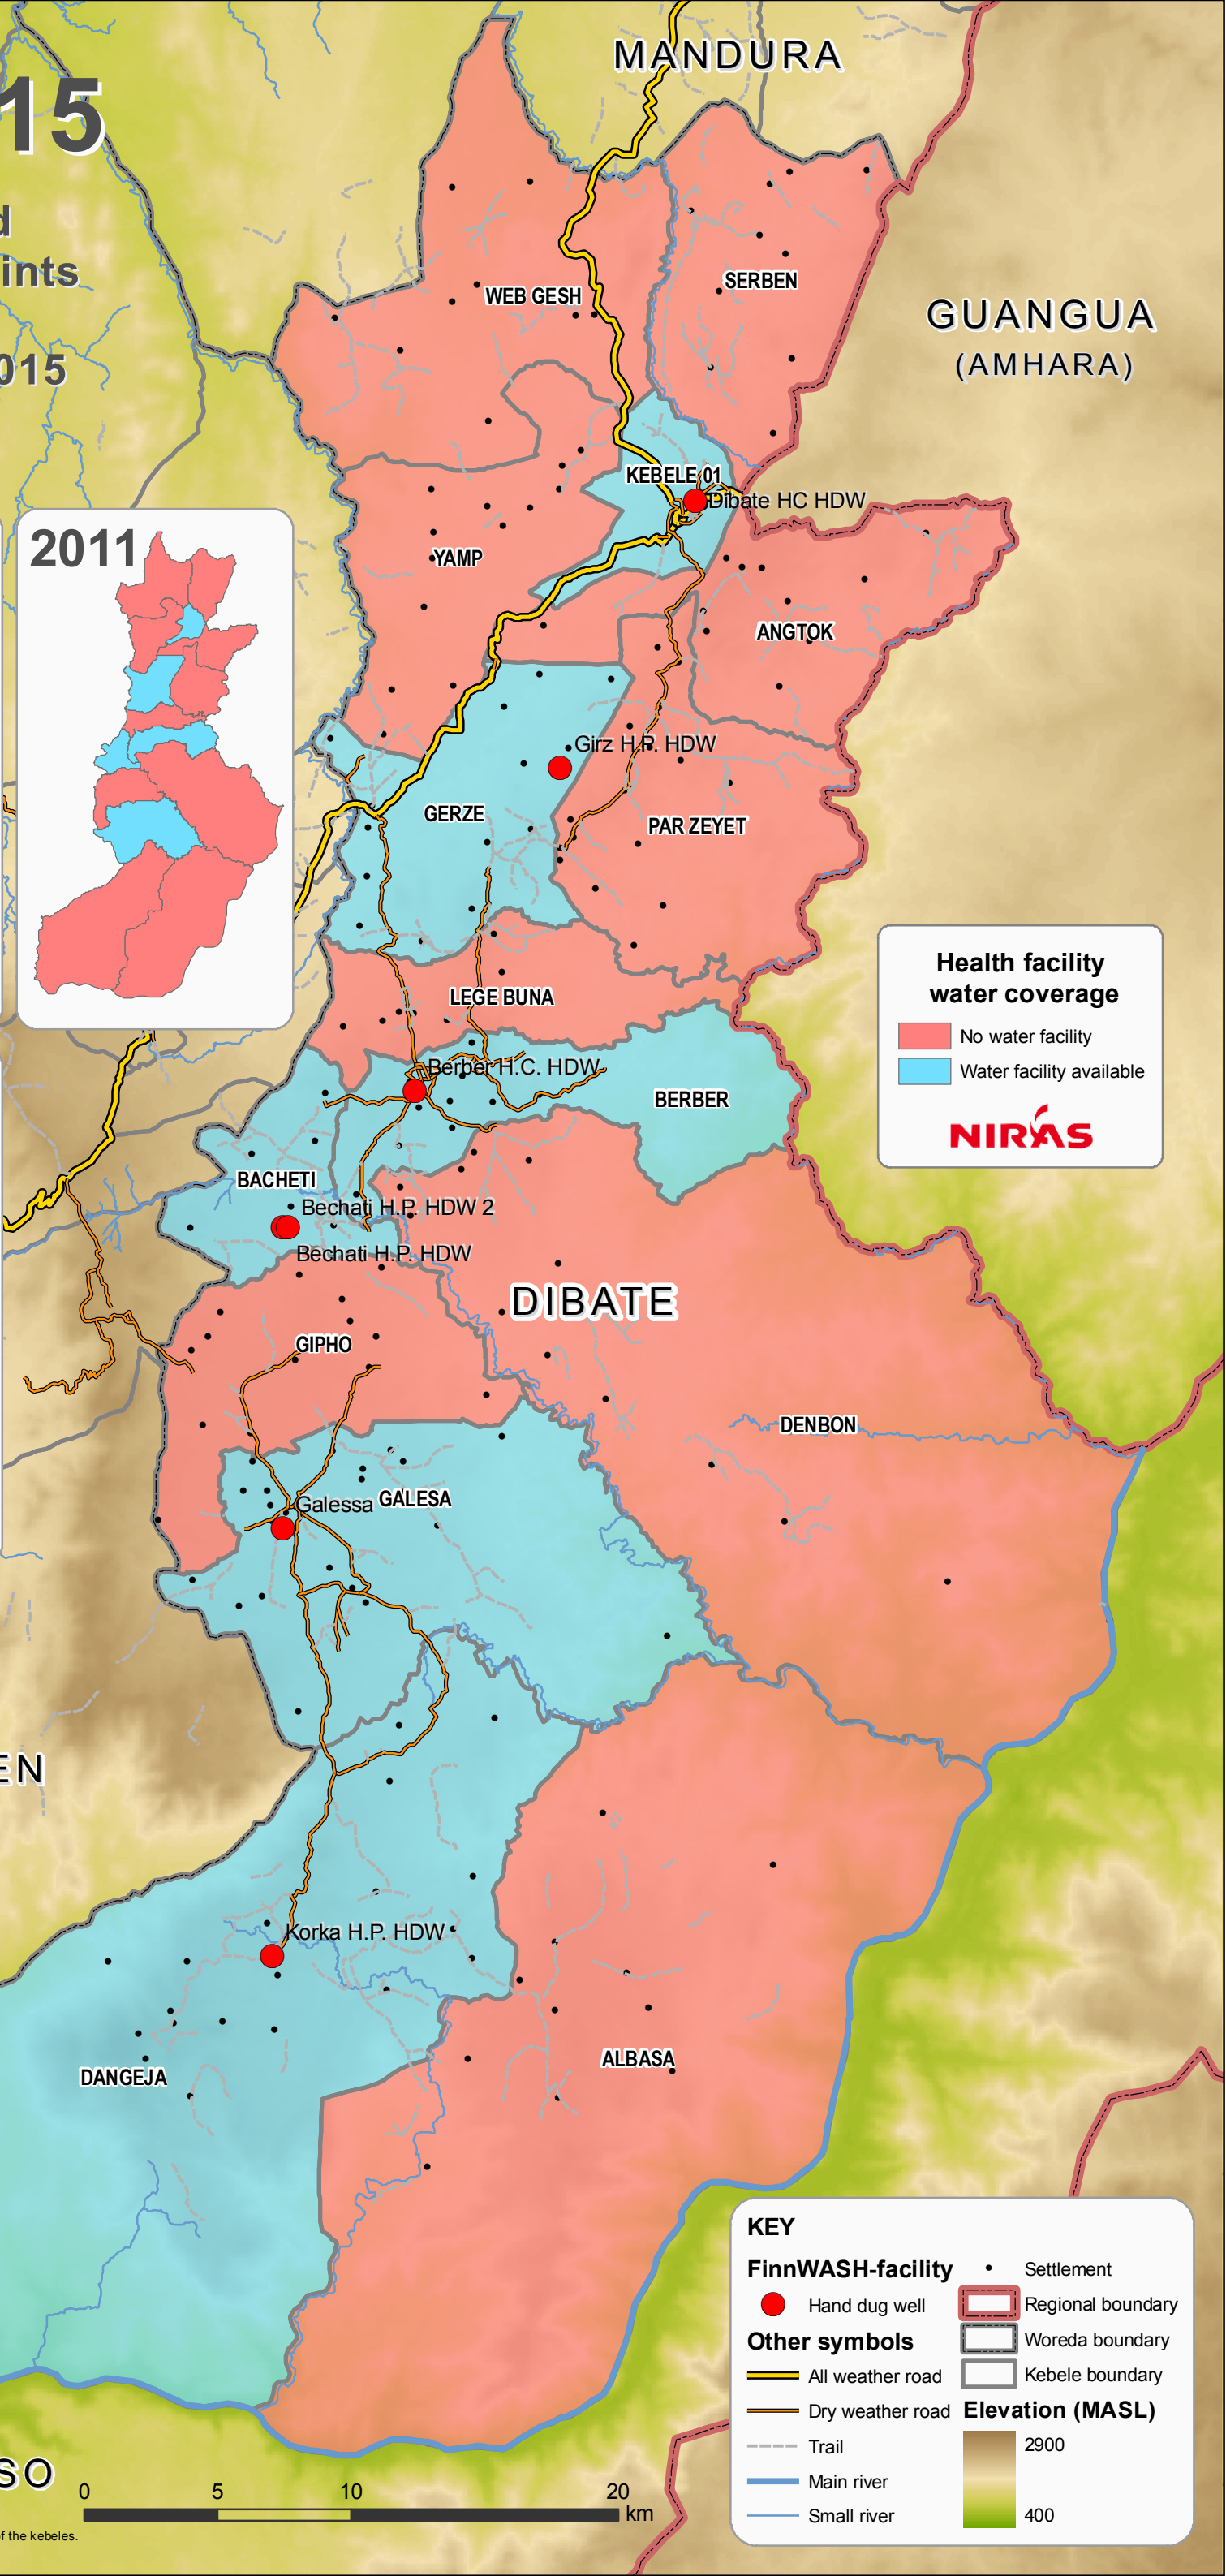 MANDURA
15
d
ints
015
WEB GESH
SERBEN
GUANGUA
(AMHARA)
KEBELE 01
Dibate HC HDW
2011
YAMP
ANGTOK
Girz H.P. HDW
GERZE
PAR ZEYET
Health facility
water coverage
No water facility
Water facility available
NIRAS
LEGE BUNA
Berber H.C. HDW
BERBER
BACHETI
Bechati H.P. HDW 2
Bechati H.P. HDW
DIBATE
GIPHO
DENBON
GALESA
Galessa
EN
Korka H.P. HDW
ALBASA
DANGEJA
KEY
FinnWASH-facility
Hand dug well
Other symbols
All weather road
Dry weather road
Trail
Main river
Small river
Settlement
Regional boundary
Woreda boundary
Kebele boundary
Elevation (MASL)
2900
400
SO
0 5 10 20
km
f the kebeles.